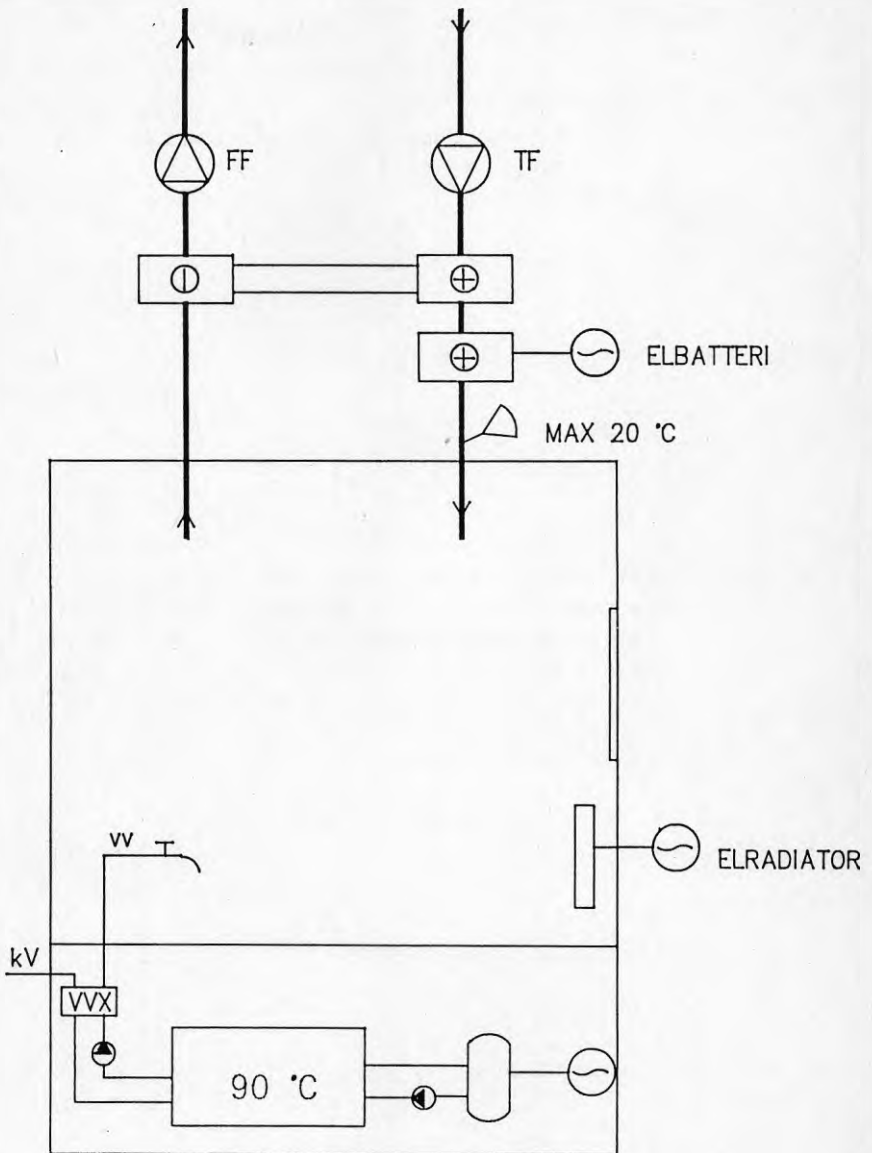 FF
TF
ELBATTERI
MAX 20 °C
VV
ELRADIATOR
kV
VVX
90 °C